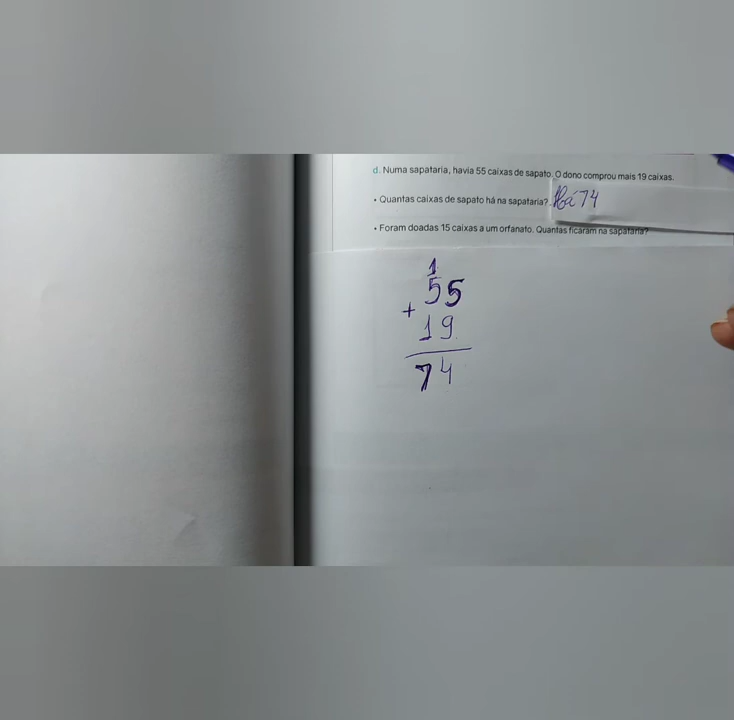 d. Numa sapataria, havia 55 caixas de sapato. O dono comprou mais 19 caixas.
• Quantas caixas de sapato há na sapataria? Há 74
• Foram doadas 15 caixas a um orfanato. Quantas ficaram na sapataria?
1
55
+
19
74